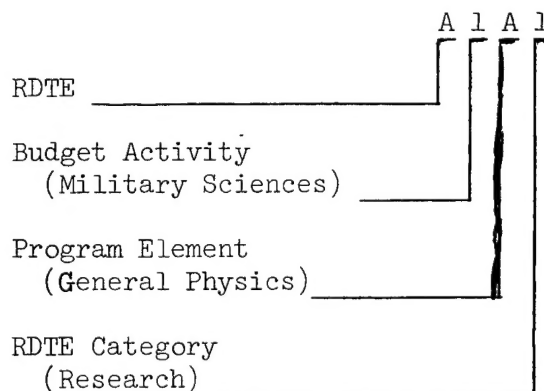 A 1 A 1
RDTE
Budget Activity
(Military Sciences)
Program Element
(General Physics)
RDTE Category
(Research)